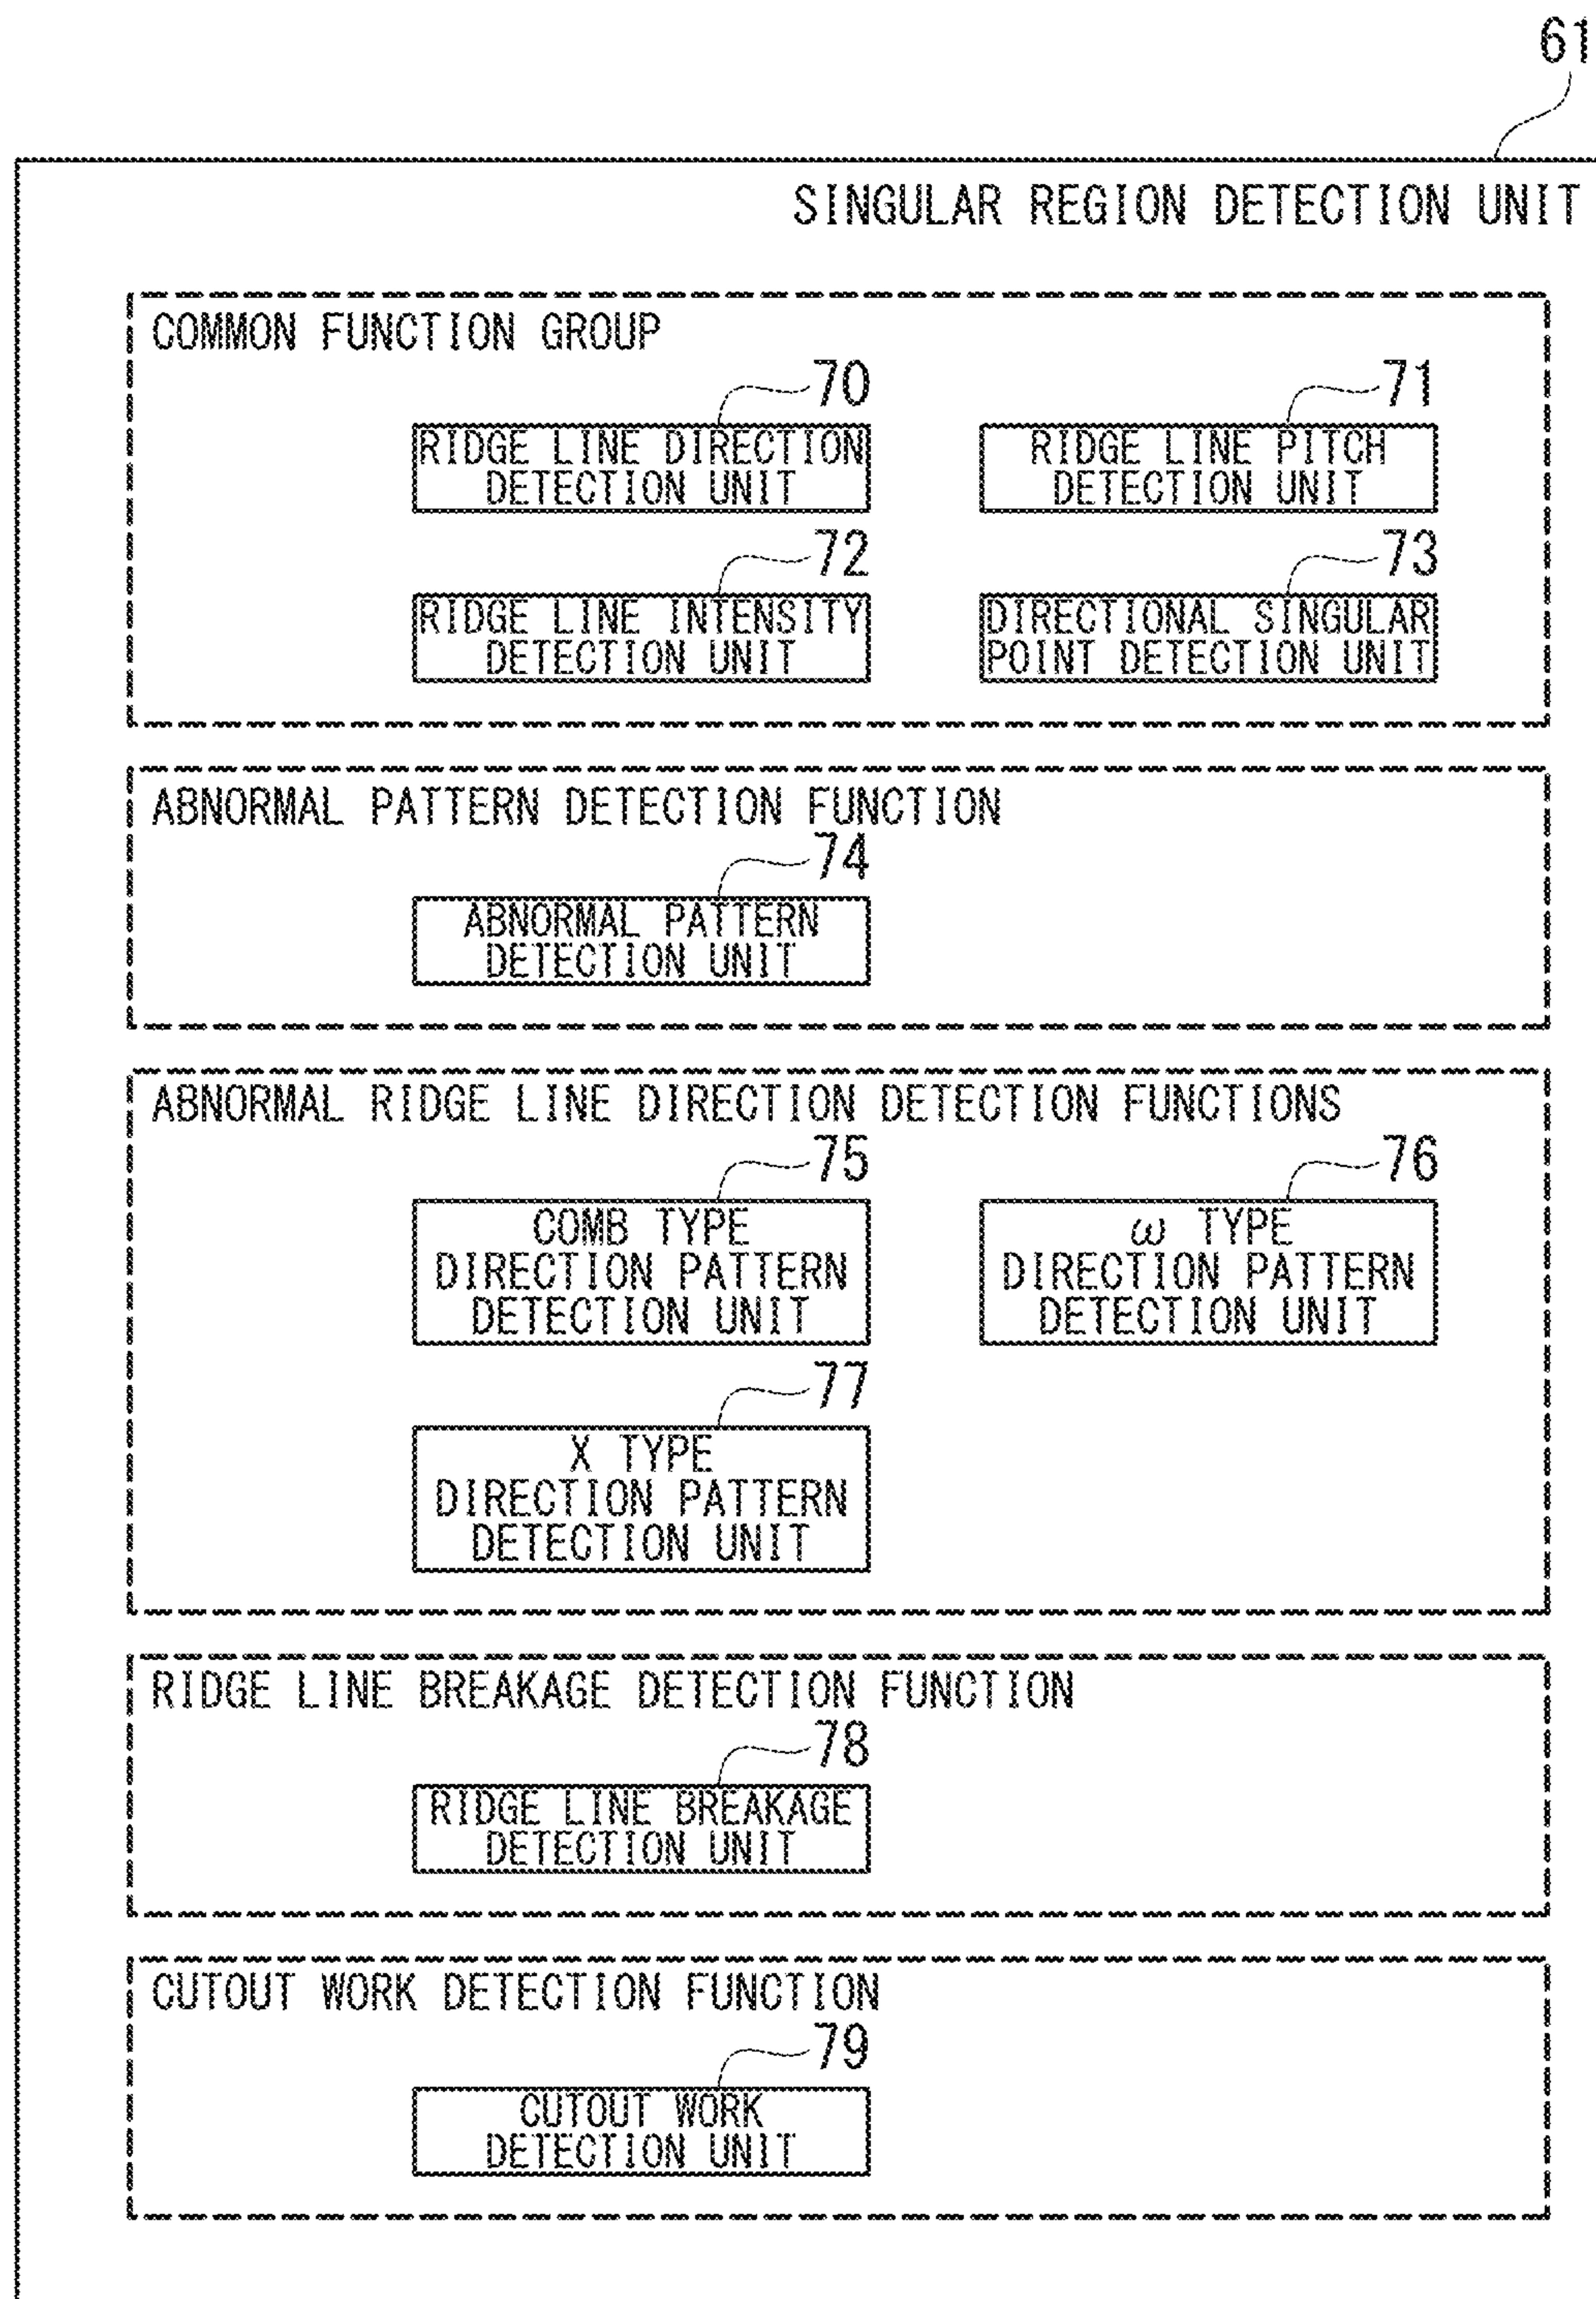 61
SINGULAR REGION DETECTION UNIT
COMMON FUNCTION GROUP
70
RIDGE LINE DIRECTION
DETECTION UNIT
71
RIDGE LINE PITCH
DETECTION UNIT
72
RIDGE LINE INTENSITY
DETECTION UNIT
73
DIRECTIONAL SINGULAR
POINT DETECTION UNIT
ABNORMAL PATTERN DETECTION FUNCTION
74
ABNORMAL PATTERN
DETECTION UNIT
ABNORMAL RIDGE LINE DIRECTION DETECTION FUNCTIONS
75
COMB TYPE
DIRECTION PATTERN
DETECTION UNIT
76
ω TYPE
DIRECTION PATTERN
DETECTION UNIT
77
X TYPE
DIRECTION PATTERN
DETECTION UNIT
RIDGE LINE BREAKAGE DETECTION FUNCTION
78
RIDGE LINE BREAKAGE
DETECTION UNIT
CUTOUT WORK DETECTION FUNCTION
79
CUTOUT WORK
DETECTION UNIT